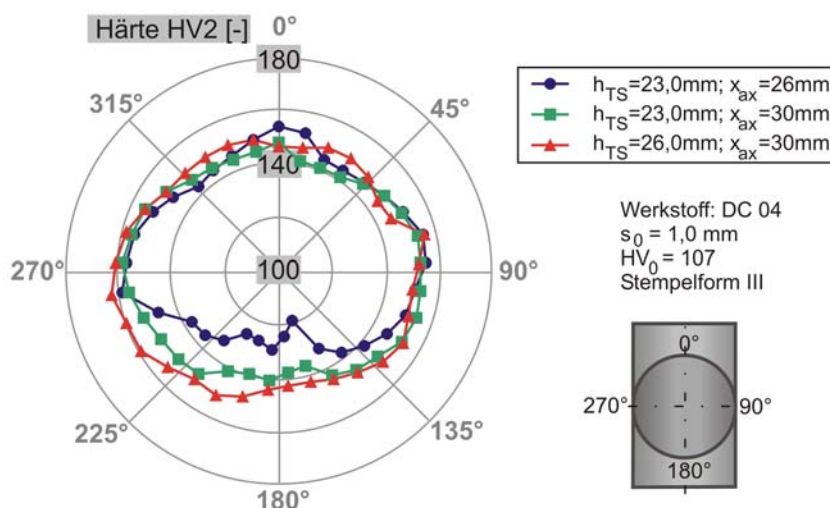 Härte HV2 [-]
0°
180
315°
45°
140
270°
100
90°
225°
135°
180°
h_TS=23,0mm; x_ax=26mm
h_TS=23,0mm; x_ax=30mm
h_TS=26,0mm; x_ax=30mm
Werkstoff: DC 04
s_0 = 1,0 mm
HV_0 = 107
Stempelform III
0°
270°
90°
180°